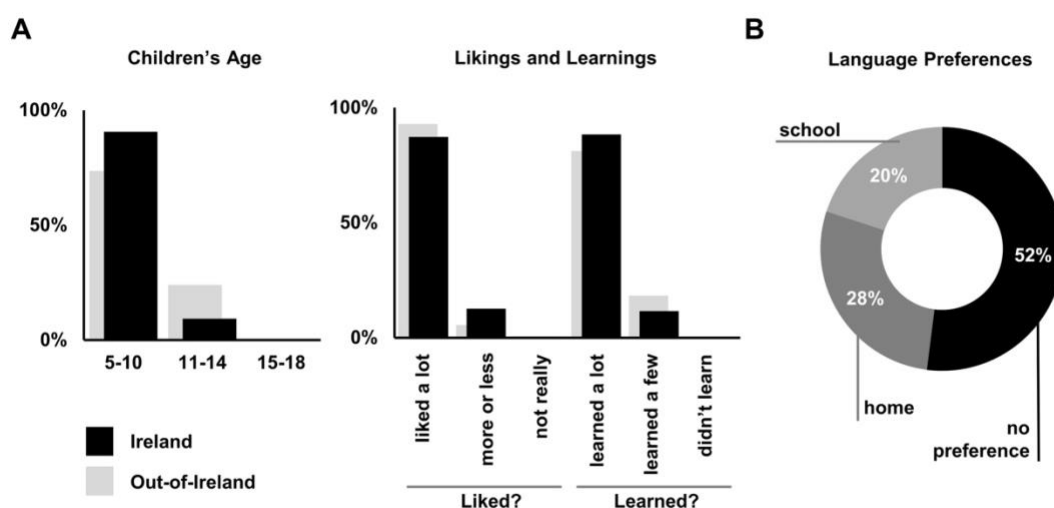 A
Children's Age
100%
50%
0%
5-10
11-14
15-18
Ireland
Out-of-Ireland
Likings and Learnings
100%
50%
0%
liked a lot
more or less
not really
learned a lot
learned a few
didn't learn
Liked?
Learned?
B
Language Preferences
school
20%
52%
28%
home
no
preference